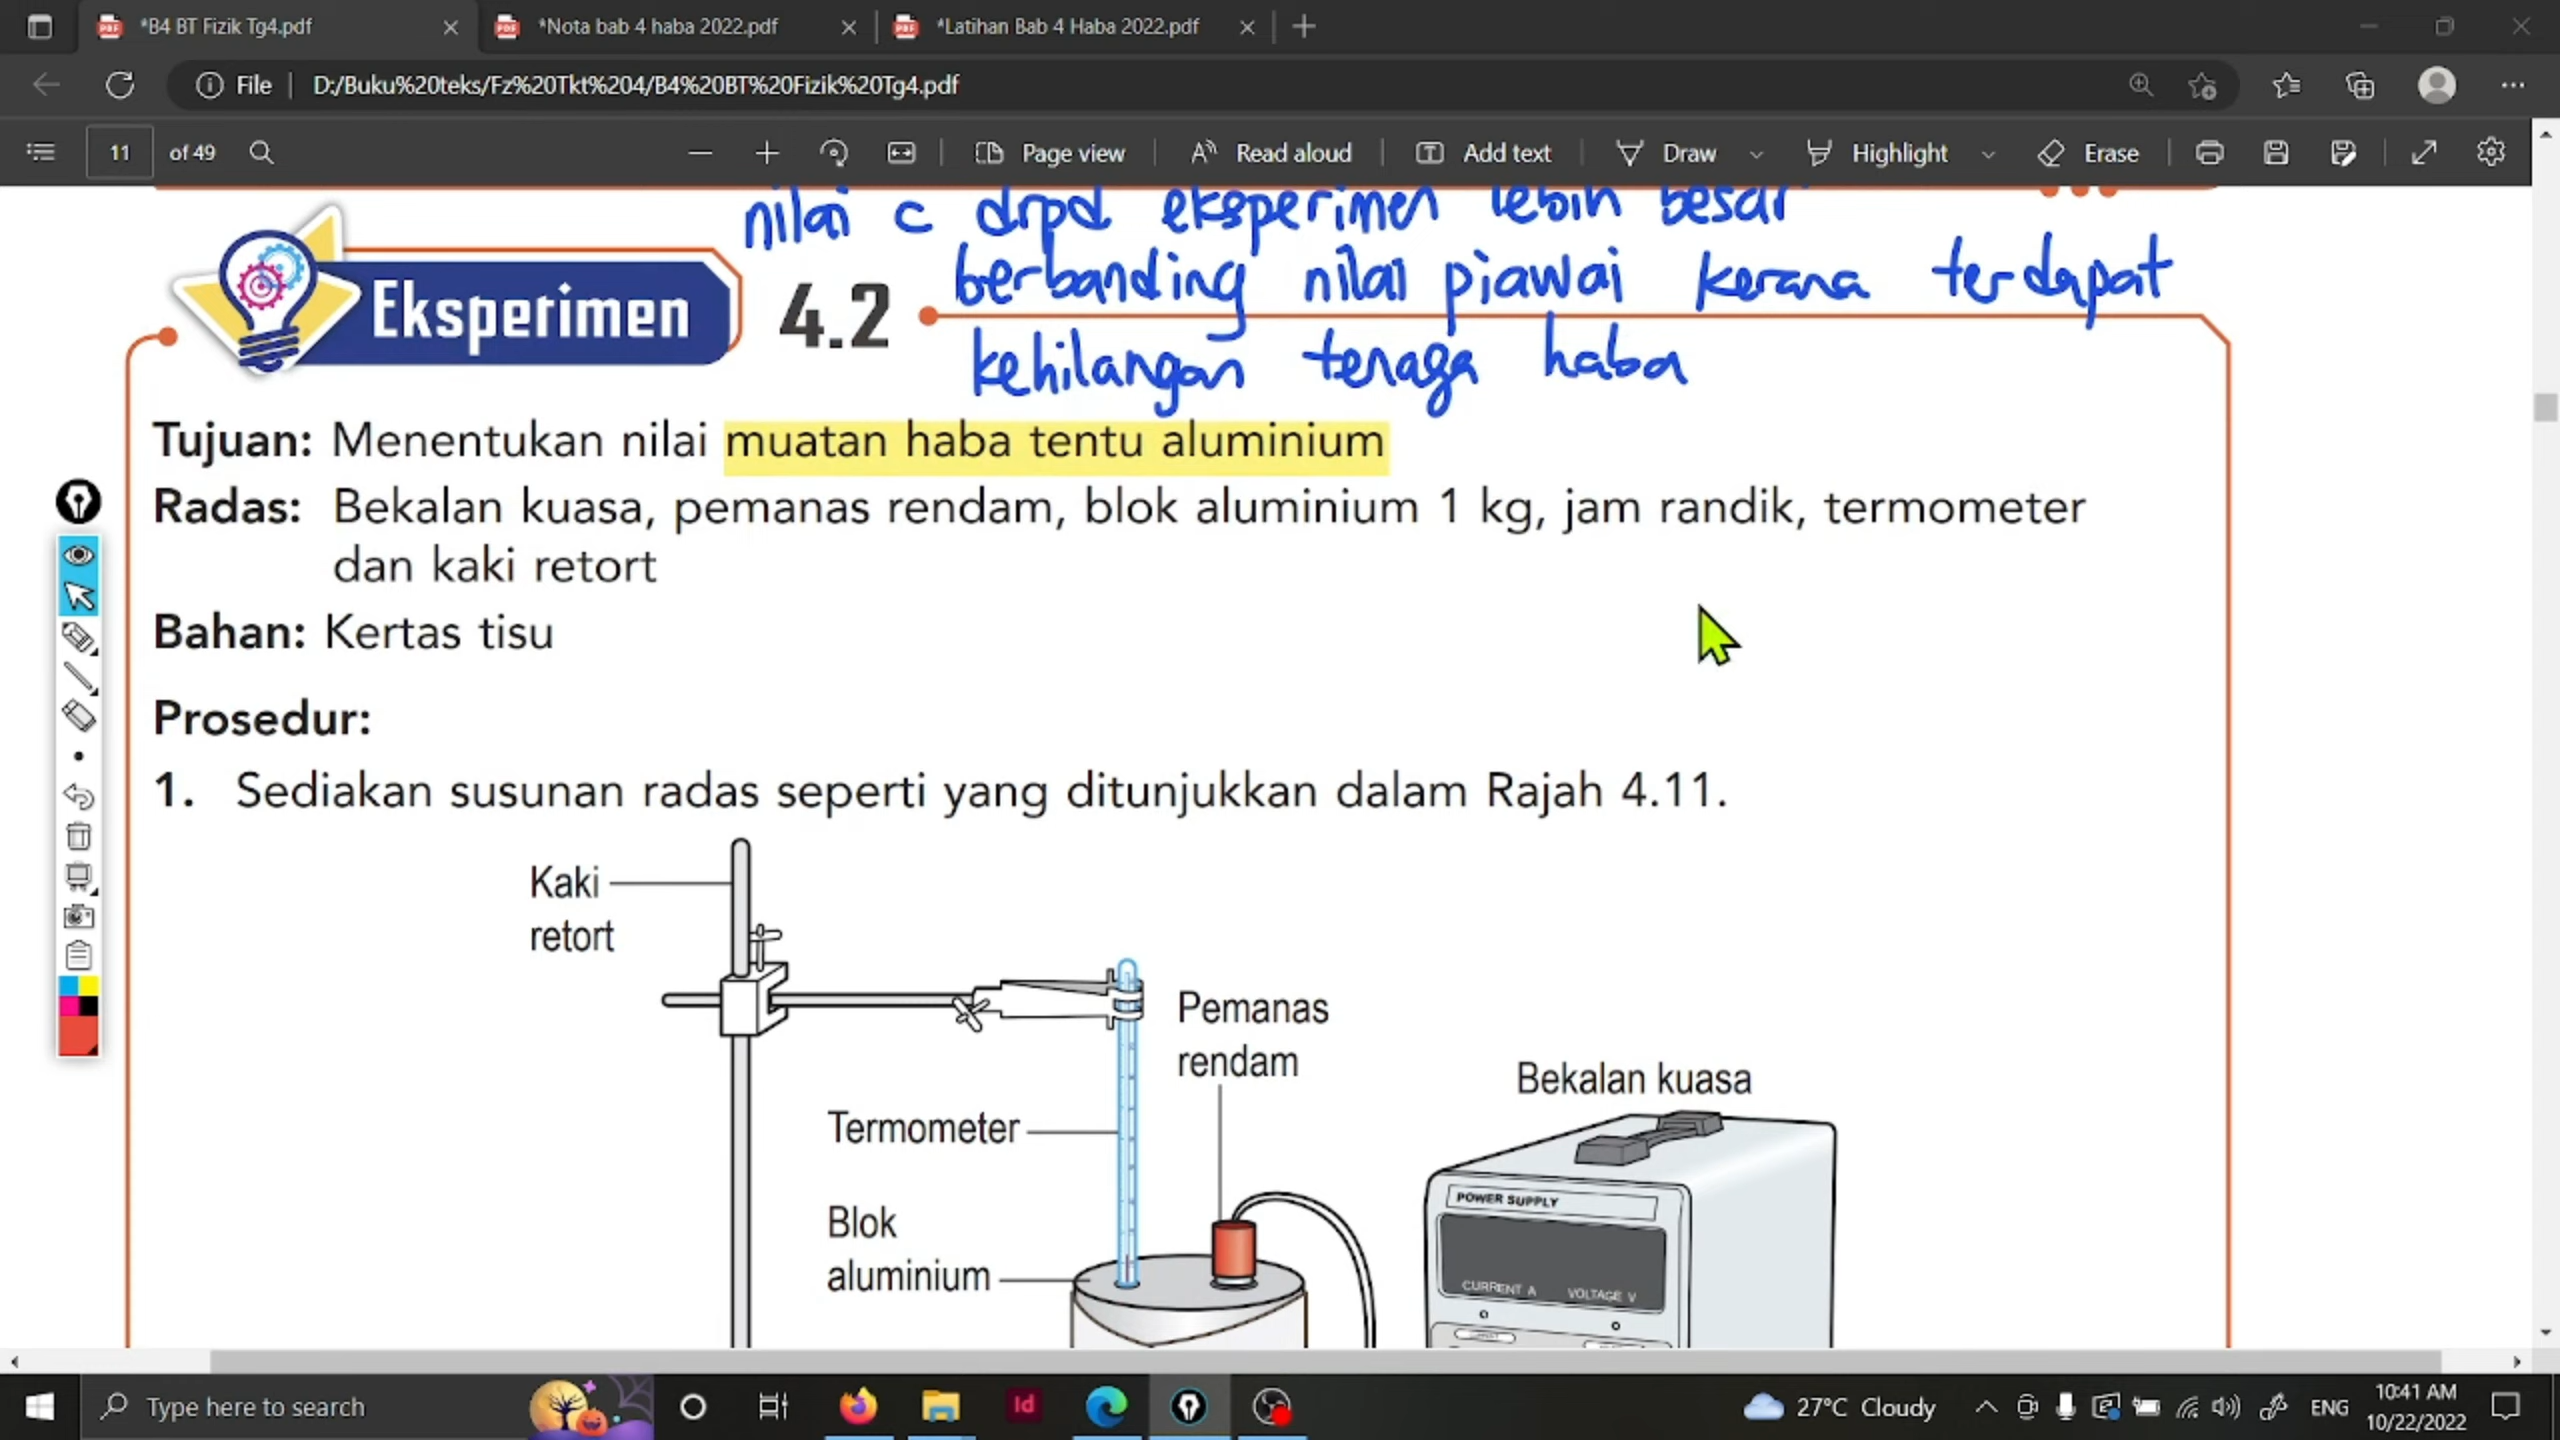 *B4 BT Fizik Tg4.pdf
*Nota bab 4 haba 2022.pdf
*Latihan Bab 4 Haba 2022.pdf
File
D:/Buku%20teks/Fz%20Tkt%204/B4%20BT%20Fizik%20Tg4.pdf
11 of 49
Page view
Read aloud
Add text
Draw
Highlight
Erase
nilai c drpd eksperimen lebih besar
berbanding nilai piawai kerana terdapat
kehilangan tenaga haba
Eksperimen 4.2
Tujuan: Menentukan nilai muatan haba tentu aluminium
Radas: Bekalan kuasa, pemanas rendam, blok aluminium 1 kg, jam randik, termometer
dan kaki retort
Bahan: Kertas tisu
Prosedur:
1. Sediakan susunan radas seperti yang ditunjukkan dalam Rajah 4.11.
Kaki
retort
Pemanas
rendam
Bekalan kuasa
Termometer
Blok
aluminium
POWER SUPPLY
CURRENT A VOLTAGE V
Type here to search
Id
27°C Cloudy
ENG
10:41 AM
10/22/2022